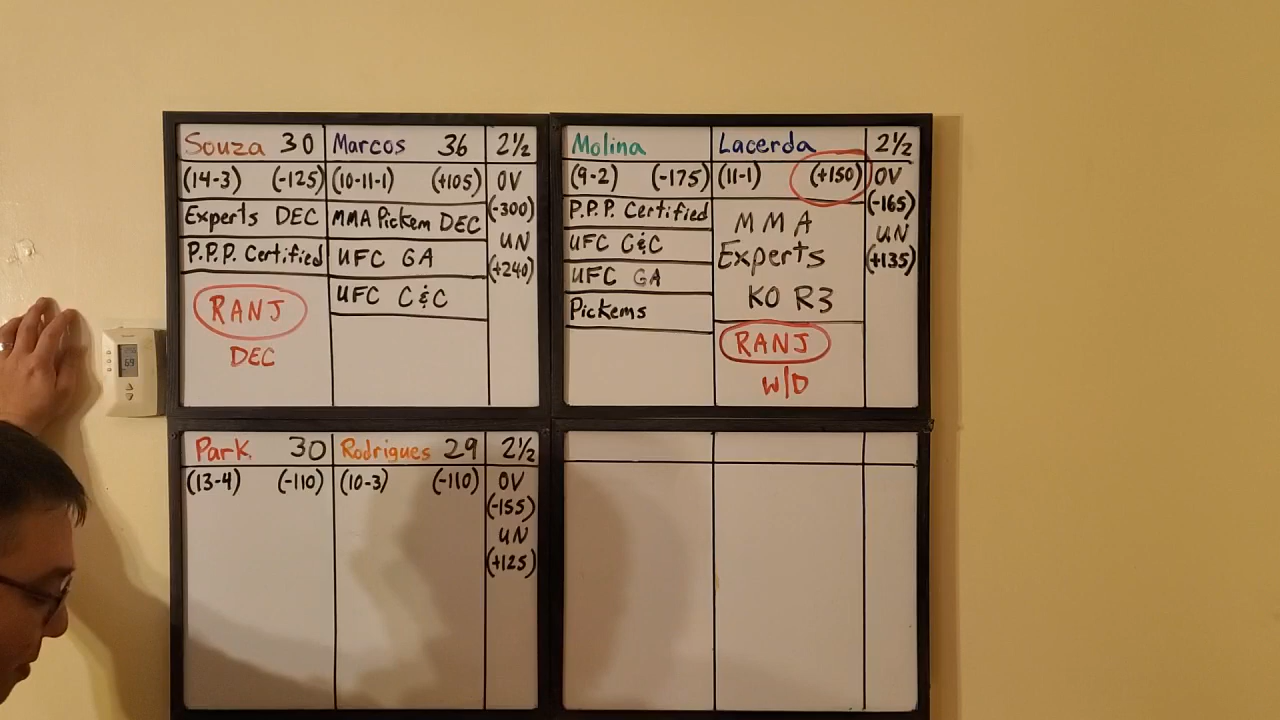 Souza 30
Marcos 36
2½
(14-3) (-125)
(10-11-1) (+105)
OV
(-300)
UN
(+240)
Experts DEC
P.P.P. Certified
RANJ
DEC
MMA Pickem DEC
UFC GA
UFC C&C
Molina
Lacerda
2½
(9-2) (-175)
(11-1) (+150)
OV
(-165)
UN
(+135)
P.P.P. Certified
UFC C&C
UFC GA
Pickems
MMA
Experts
KO R3
RANJ
W/D
Park 30
Rodrigues 29
2½
(13-4) (-110)
(10-3) (-110)
OV
(-155)
UN
(+125)
69